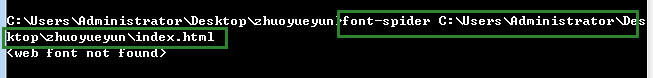 C:\Users\Administrator\Desktop\zhuoyueyun>font-spider C:\Users\Administrator\Des
ktop\zhuoyueyun\index.html
<web font not found>